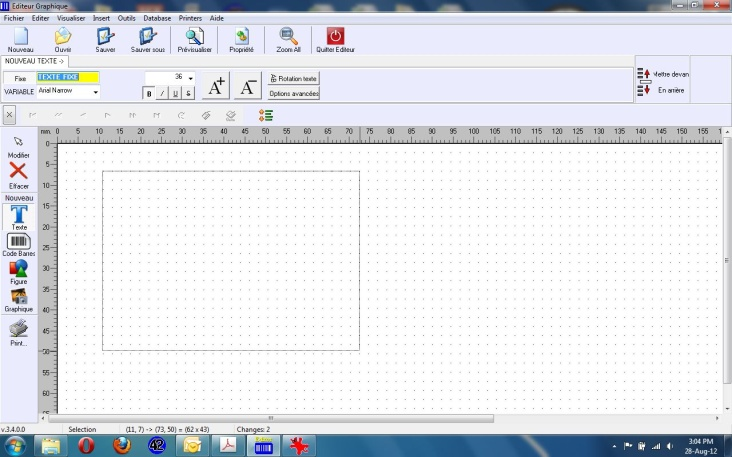 Editeur Graphique
Fichier Editer Visualiser Insert Outils Database Printers Aide
Nouveau Ouvrir Sauver Sauver sous Prévisualiser Propriété Zoom All Quitter Editeur
NOUVEAU TEXTE ->
Fixe TEXTE FIXE 36 A+ A- Rotation texte Mettre devan
VARIABLE Arial Narrow B / U S Options avancées En arrière
mm. 0 5 10 15 20 25 30 35 40 45 50 55 60 65 70 75 80 85 90 95 100 105 110 115 120 125 130 135 140 145 150 155 1
0
Modifier
5
Effacer
10
Nouveau
15
T
Texte
20
Code Barres
25
Figure
30
35
Graphique
40
45
Print...
50
55
60
65
v.3.4.0.0 Selection (11, 7) -> (73, 50) = (62 x 43) Changes: 2
42
3:04 PM
28-Aug-12